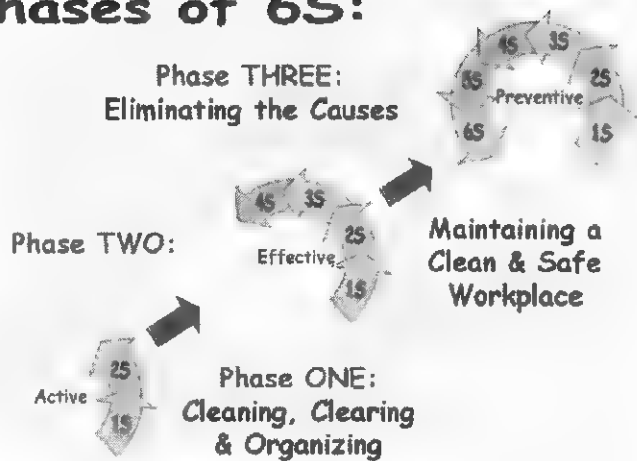 hases of 6S:
4S 3S
Phase THREE:
Eliminating the Causes
5S 2S
Preventive
6S 1S
4S 3S
Phase TWO:
2S
Effective
1S
Maintaining a
Clean & Safe
Workplace
2S
Active
1S
Phase ONE:
Cleaning, Clearing
& Organizing